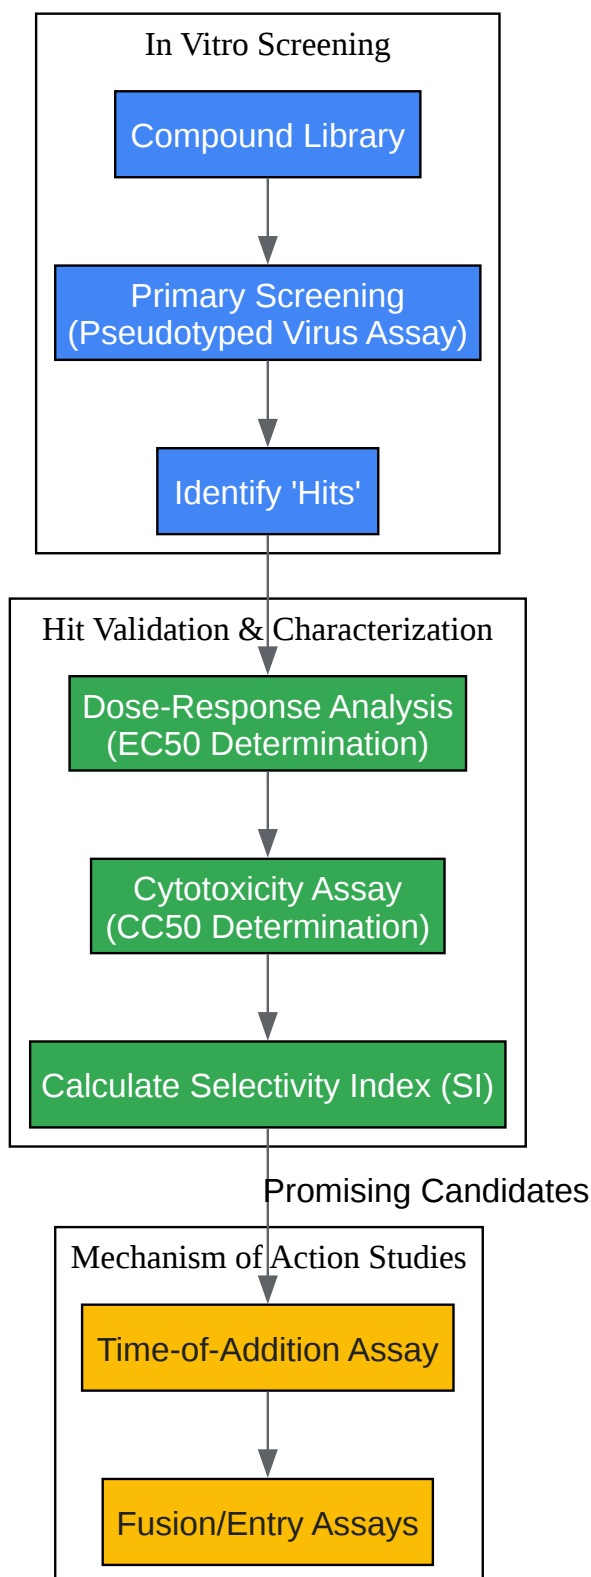 In Vitro Screening
Compound Library
Primary Screening
(Pseudotyped Virus Assay)
Identify 'Hits'
Hit Validation & Characterization
Dose-Response Analysis
(EC50 Determination)
Cytotoxicity Assay
(CC50 Determination)
Calculate Selectivity Index (SI)
Promising Candidates
Mechanism of Action Studies
Time-of-Addition Assay
Fusion/Entry Assays